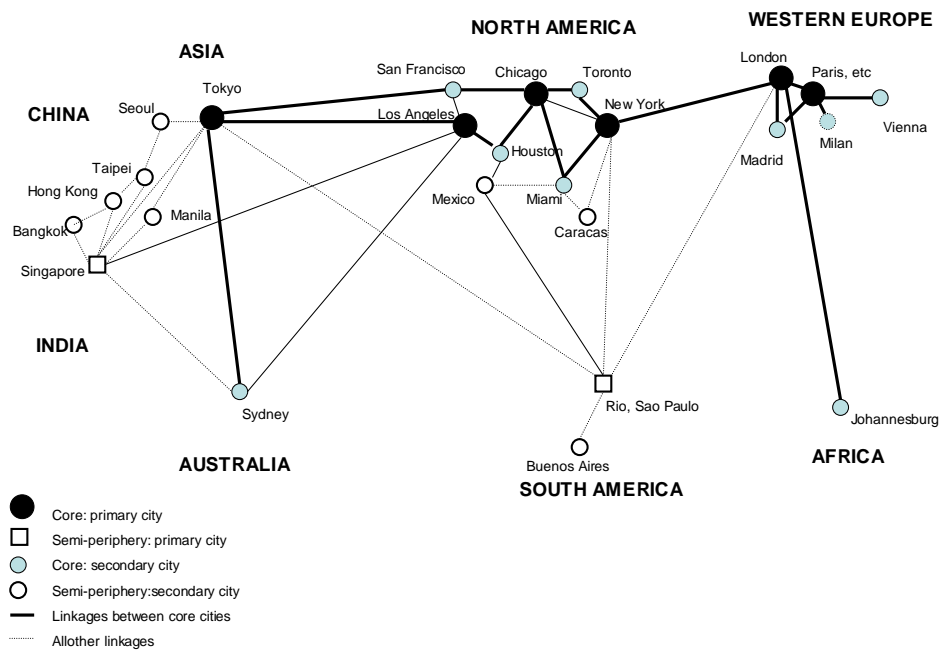 WESTERN EUROPE
NORTH AMERICA
ASIA
London
San Francisco
Chicago
Toronto
Paris, etc
Tokyo
CHINA
Seoul
Los Angeles
New York
Vienna
Milan
Houston
Madrid
Taipei
Hong Kong
Mexico
Miami
Manila
Bangkok
Caracas
Singapore
INDIA
Sydney
Rio, Sao Paulo
Johannesburg
AUSTRALIA
AFRICA
Buenos Aires
SOUTH AMERICA
Core: primary city
Semi-periphery: primary city
Core: secondary city
Semi-periphery:secondary city
Linkages between core cities
Allother linkages